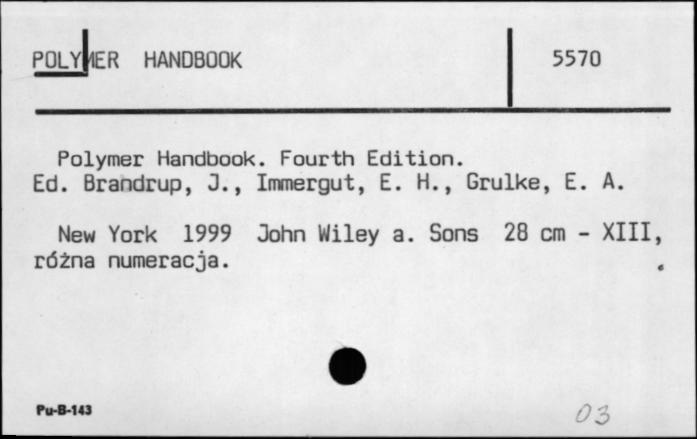 POLYMER HANDBOOK 5570
Polymer Handbook. Fourth Edition.
Ed. Brandrup, J., Immergut, E. H., Grulke, E. A.
New York 1999 John Wiley a. Sons 28 cm - XIII,
różna numeracja.
Pu-B-143
03